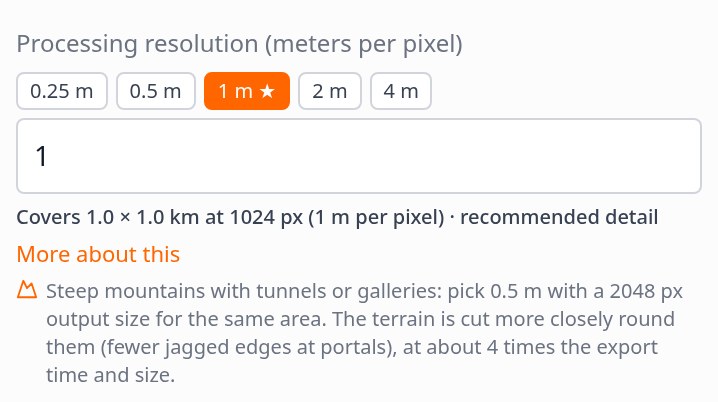 Processing resolution (meters per pixel)
0.25 m 0.5 m 1 m ★ 2 m 4 m
1
Covers 1.0 × 1.0 km at 1024 px (1 m per pixel) · recommended detail
More about this
Steep mountains with tunnels or galleries: pick 0.5 m with a 2048 px
output size for the same area. The terrain is cut more closely round
them (fewer jagged edges at portals), at about 4 times the export
time and size.